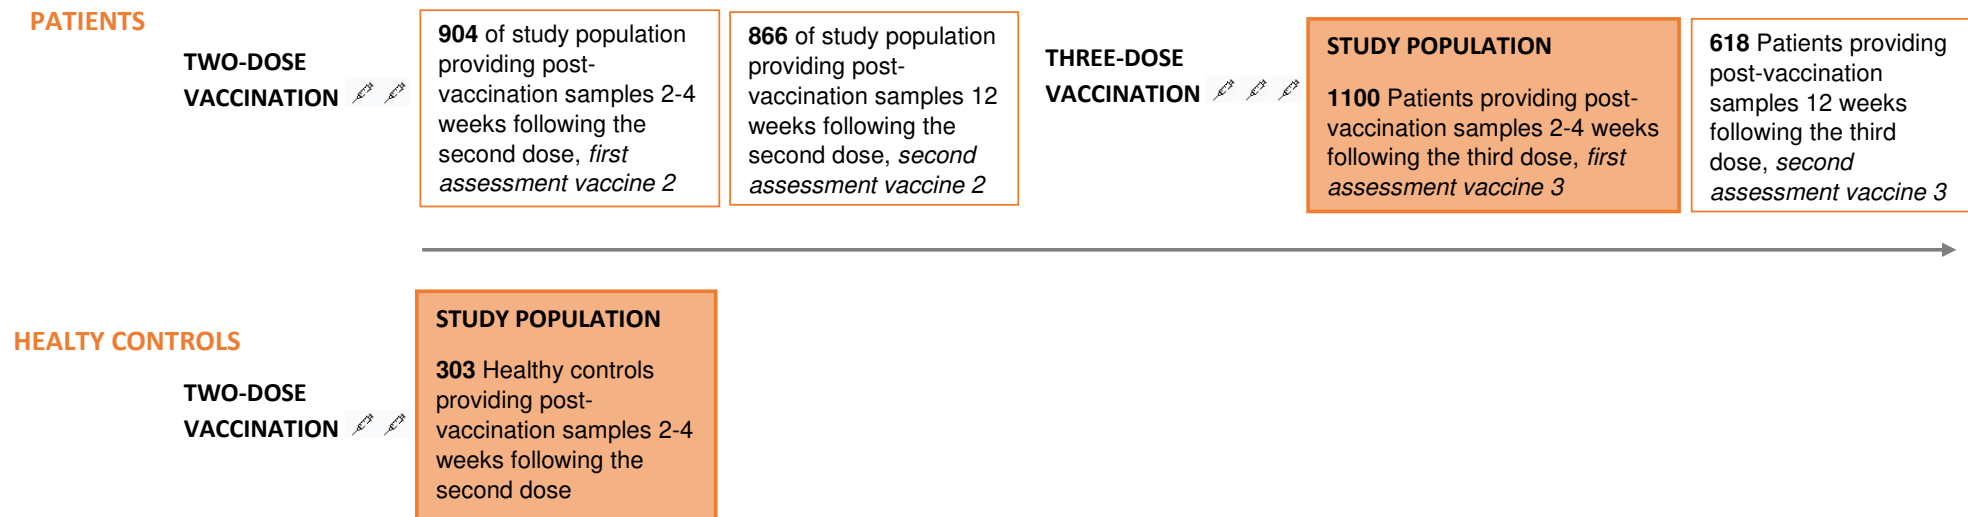 PATIENTS
TWO-DOSE
VACCINATION
904 of study population
providing post-
vaccination samples 2-4
weeks following the
second dose, first
assessment vaccine 2
866 of study population
providing post-
vaccination samples 12
weeks following the
second dose, second
assessment vaccine 2
THREE-DOSE
VACCINATION
STUDY POPULATION
1100 Patients providing post-
vaccination samples 2-4 weeks
following the third dose, first
assessment vaccine 3
618 Patients providing
post-vaccination
samples 12 weeks
following the third
dose, second
assessment vaccine 3
HEALTY CONTROLS
TWO-DOSE
VACCINATION
STUDY POPULATION
303 Healthy controls
providing post-
vaccination samples 2-4
weeks following the
second dose